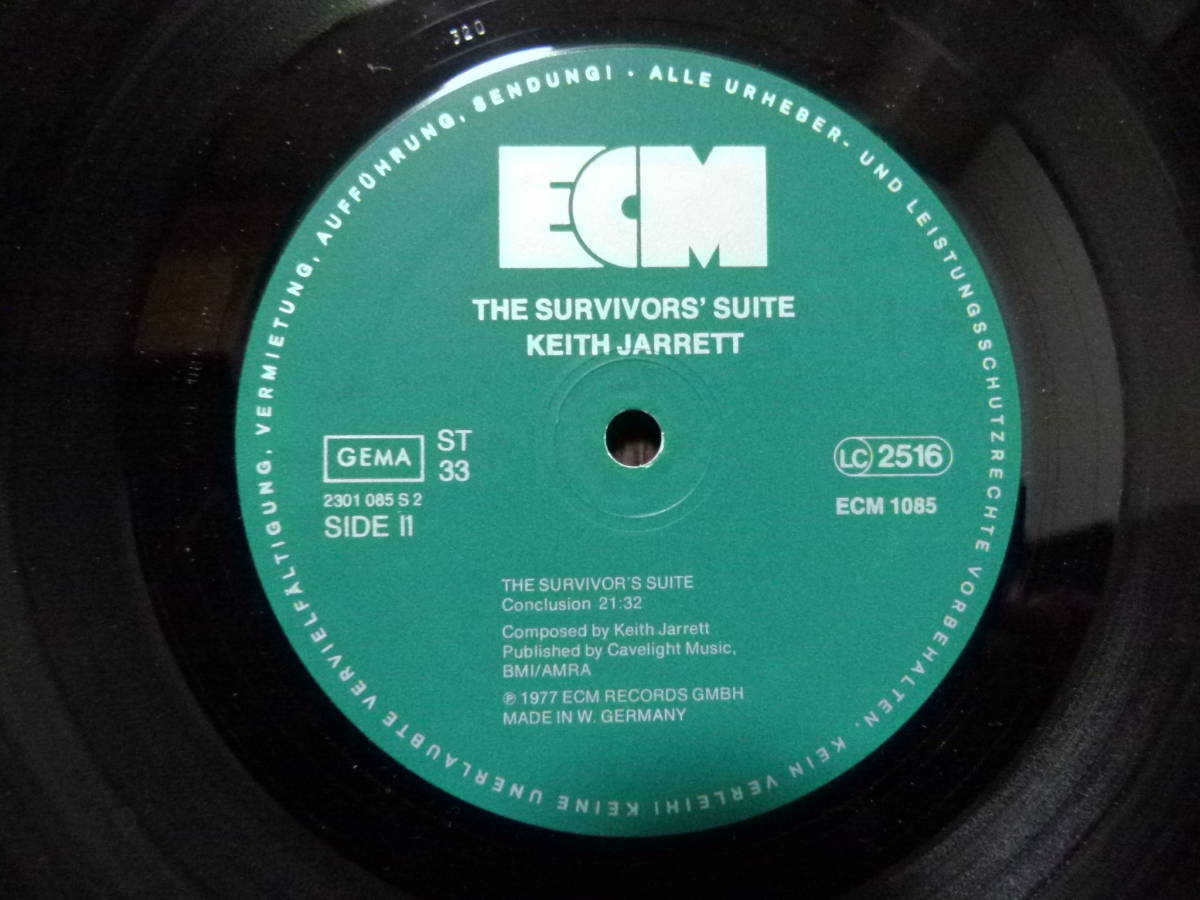 320
ALLE URHEBER- UND LEISTUNGSSCHUTZRECHTE VORBEHALTEN. KEIN VERLEIH! KEINE UNERLAUBTE VERVIELFÄLTIGUNG, VERMIETUNG, AUFFÜHRUNG, SENDUNG! ·
ECM
THE SURVIVORS' SUITE
KEITH JARRETT
GEMA
ST
33
2301 085 S 2
SIDE II
LC 2516
ECM 1085
THE SURVIVOR'S SUITE
Conclusion 21:32
Composed by Keith Jarrett
Published by Cavelight Music,
BMI/AMRA
℗ 1977 ECM RECORDS GMBH
MADE IN W. GERMANY